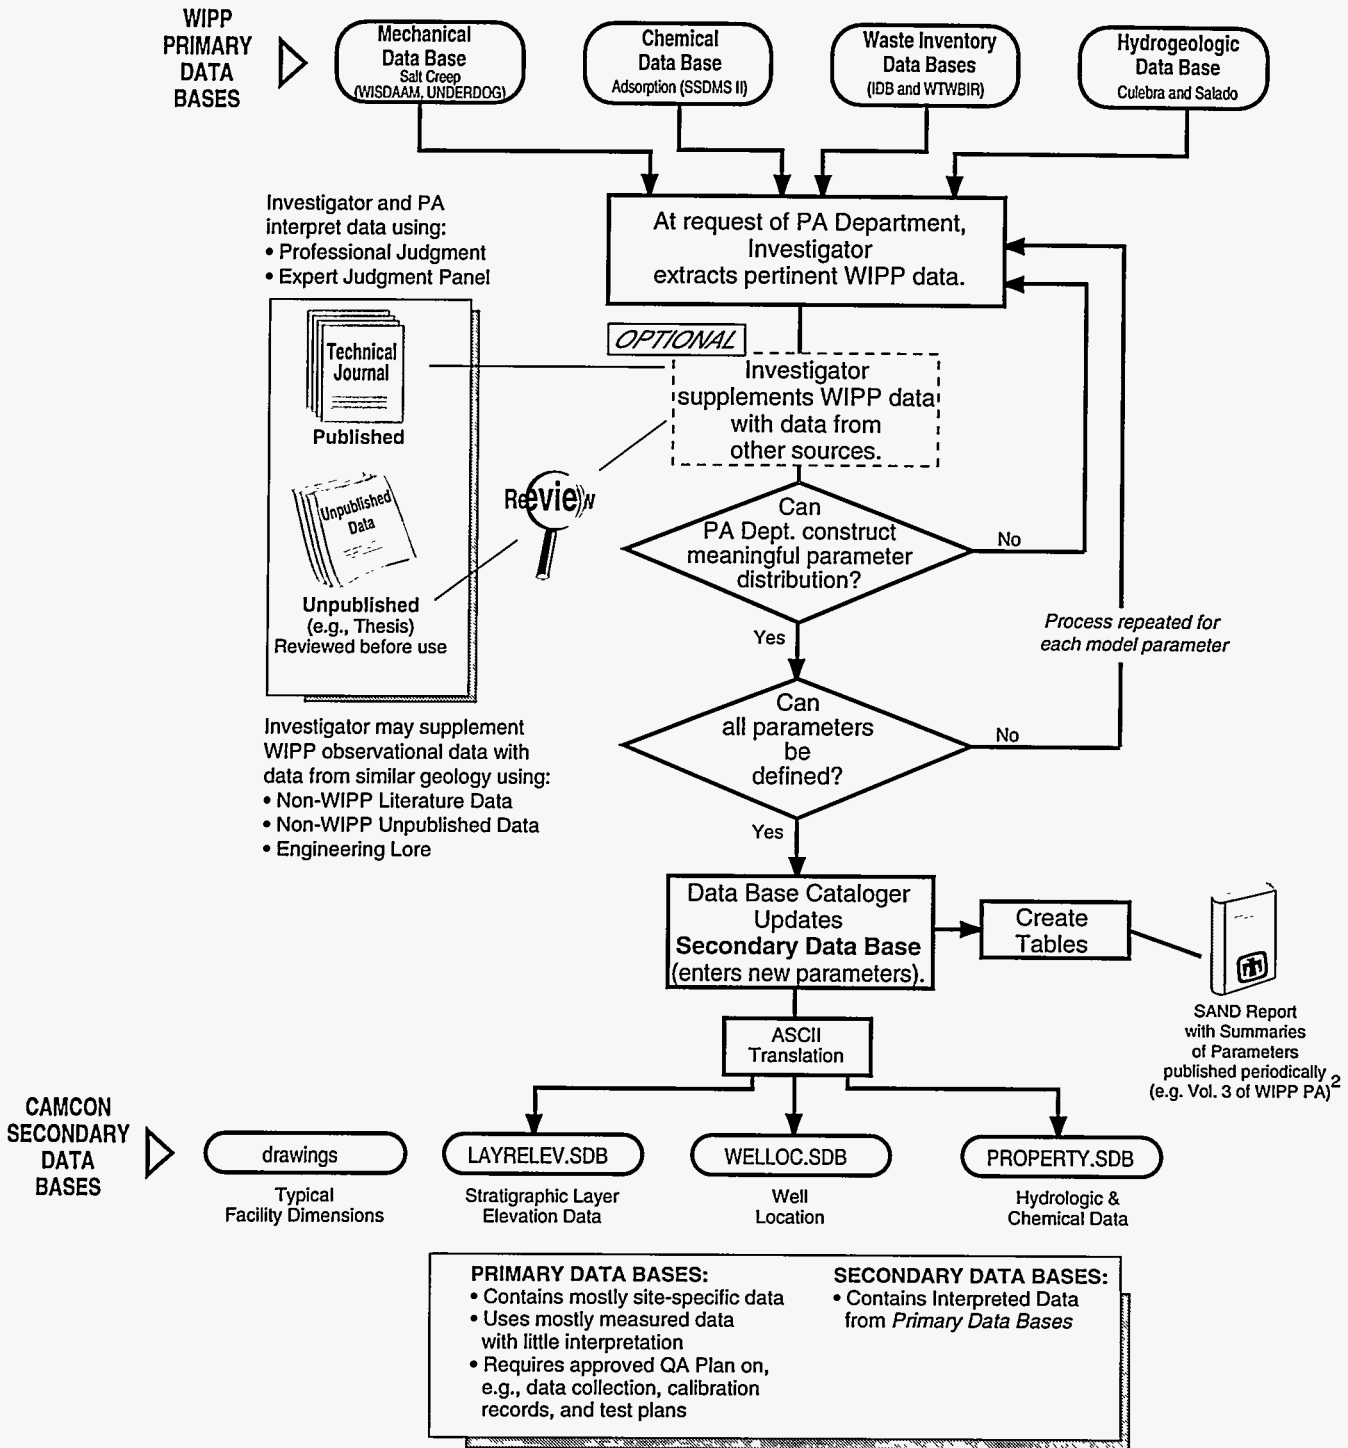 WIPP
PRIMARY
DATA
BASES
Mechanical
Data Base
Salt Creep
(WISDAAM, UNDERDOG)
Chemical
Data Base
Adsorption (SSDMS II)
Waste Inventory
Data Bases
(IDB and WTWBIR)
Hydrogeologic
Data Base
Culebra and Salado
At request of PA Department,
Investigator
extracts pertinent WIPP data.
Investigator and PA
interpret data using:
• Professional Judgment
• Expert Judgment Panel
Technical
Journal
Published
Unpublished
Data
Unpublished
(e.g., Thesis)
Reviewed before use
Review
OPTIONAL
Investigator
supplements WIPP data
with data from
other sources.
Can
PA Dept. construct
meaningful parameter
distribution?
No
Yes
Process repeated for
each model parameter
Can
all parameters
be
defined?
No
Yes
Investigator may supplement
WIPP observational data with
data from similar geology using:
• Non-WIPP Literature Data
• Non-WIPP Unpublished Data
• Engineering Lore
Data Base Cataloger
Updates
Secondary Data Base
(enters new parameters).
Create
Tables
SAND Report
with Summaries
of Parameters
published periodically
(e.g. Vol. 3 of WIPP PA)2
ASCII
Translation
CAMCON
SECONDARY
DATA
BASES
drawings
Typical
Facility Dimensions
LAYRELEV.SDB
Stratigraphic Layer
Elevation Data
WELLOC.SDB
Well
Location
PROPERTY.SDB
Hydrologic &
Chemical Data
PRIMARY DATA BASES:
• Contains mostly site-specific data
• Uses mostly measured data
with little interpretation
• Requires approved QA Plan on,
e.g., data collection, calibration
records, and test plans
SECONDARY DATA BASES:
• Contains Interpreted Data
from Primary Data Bases